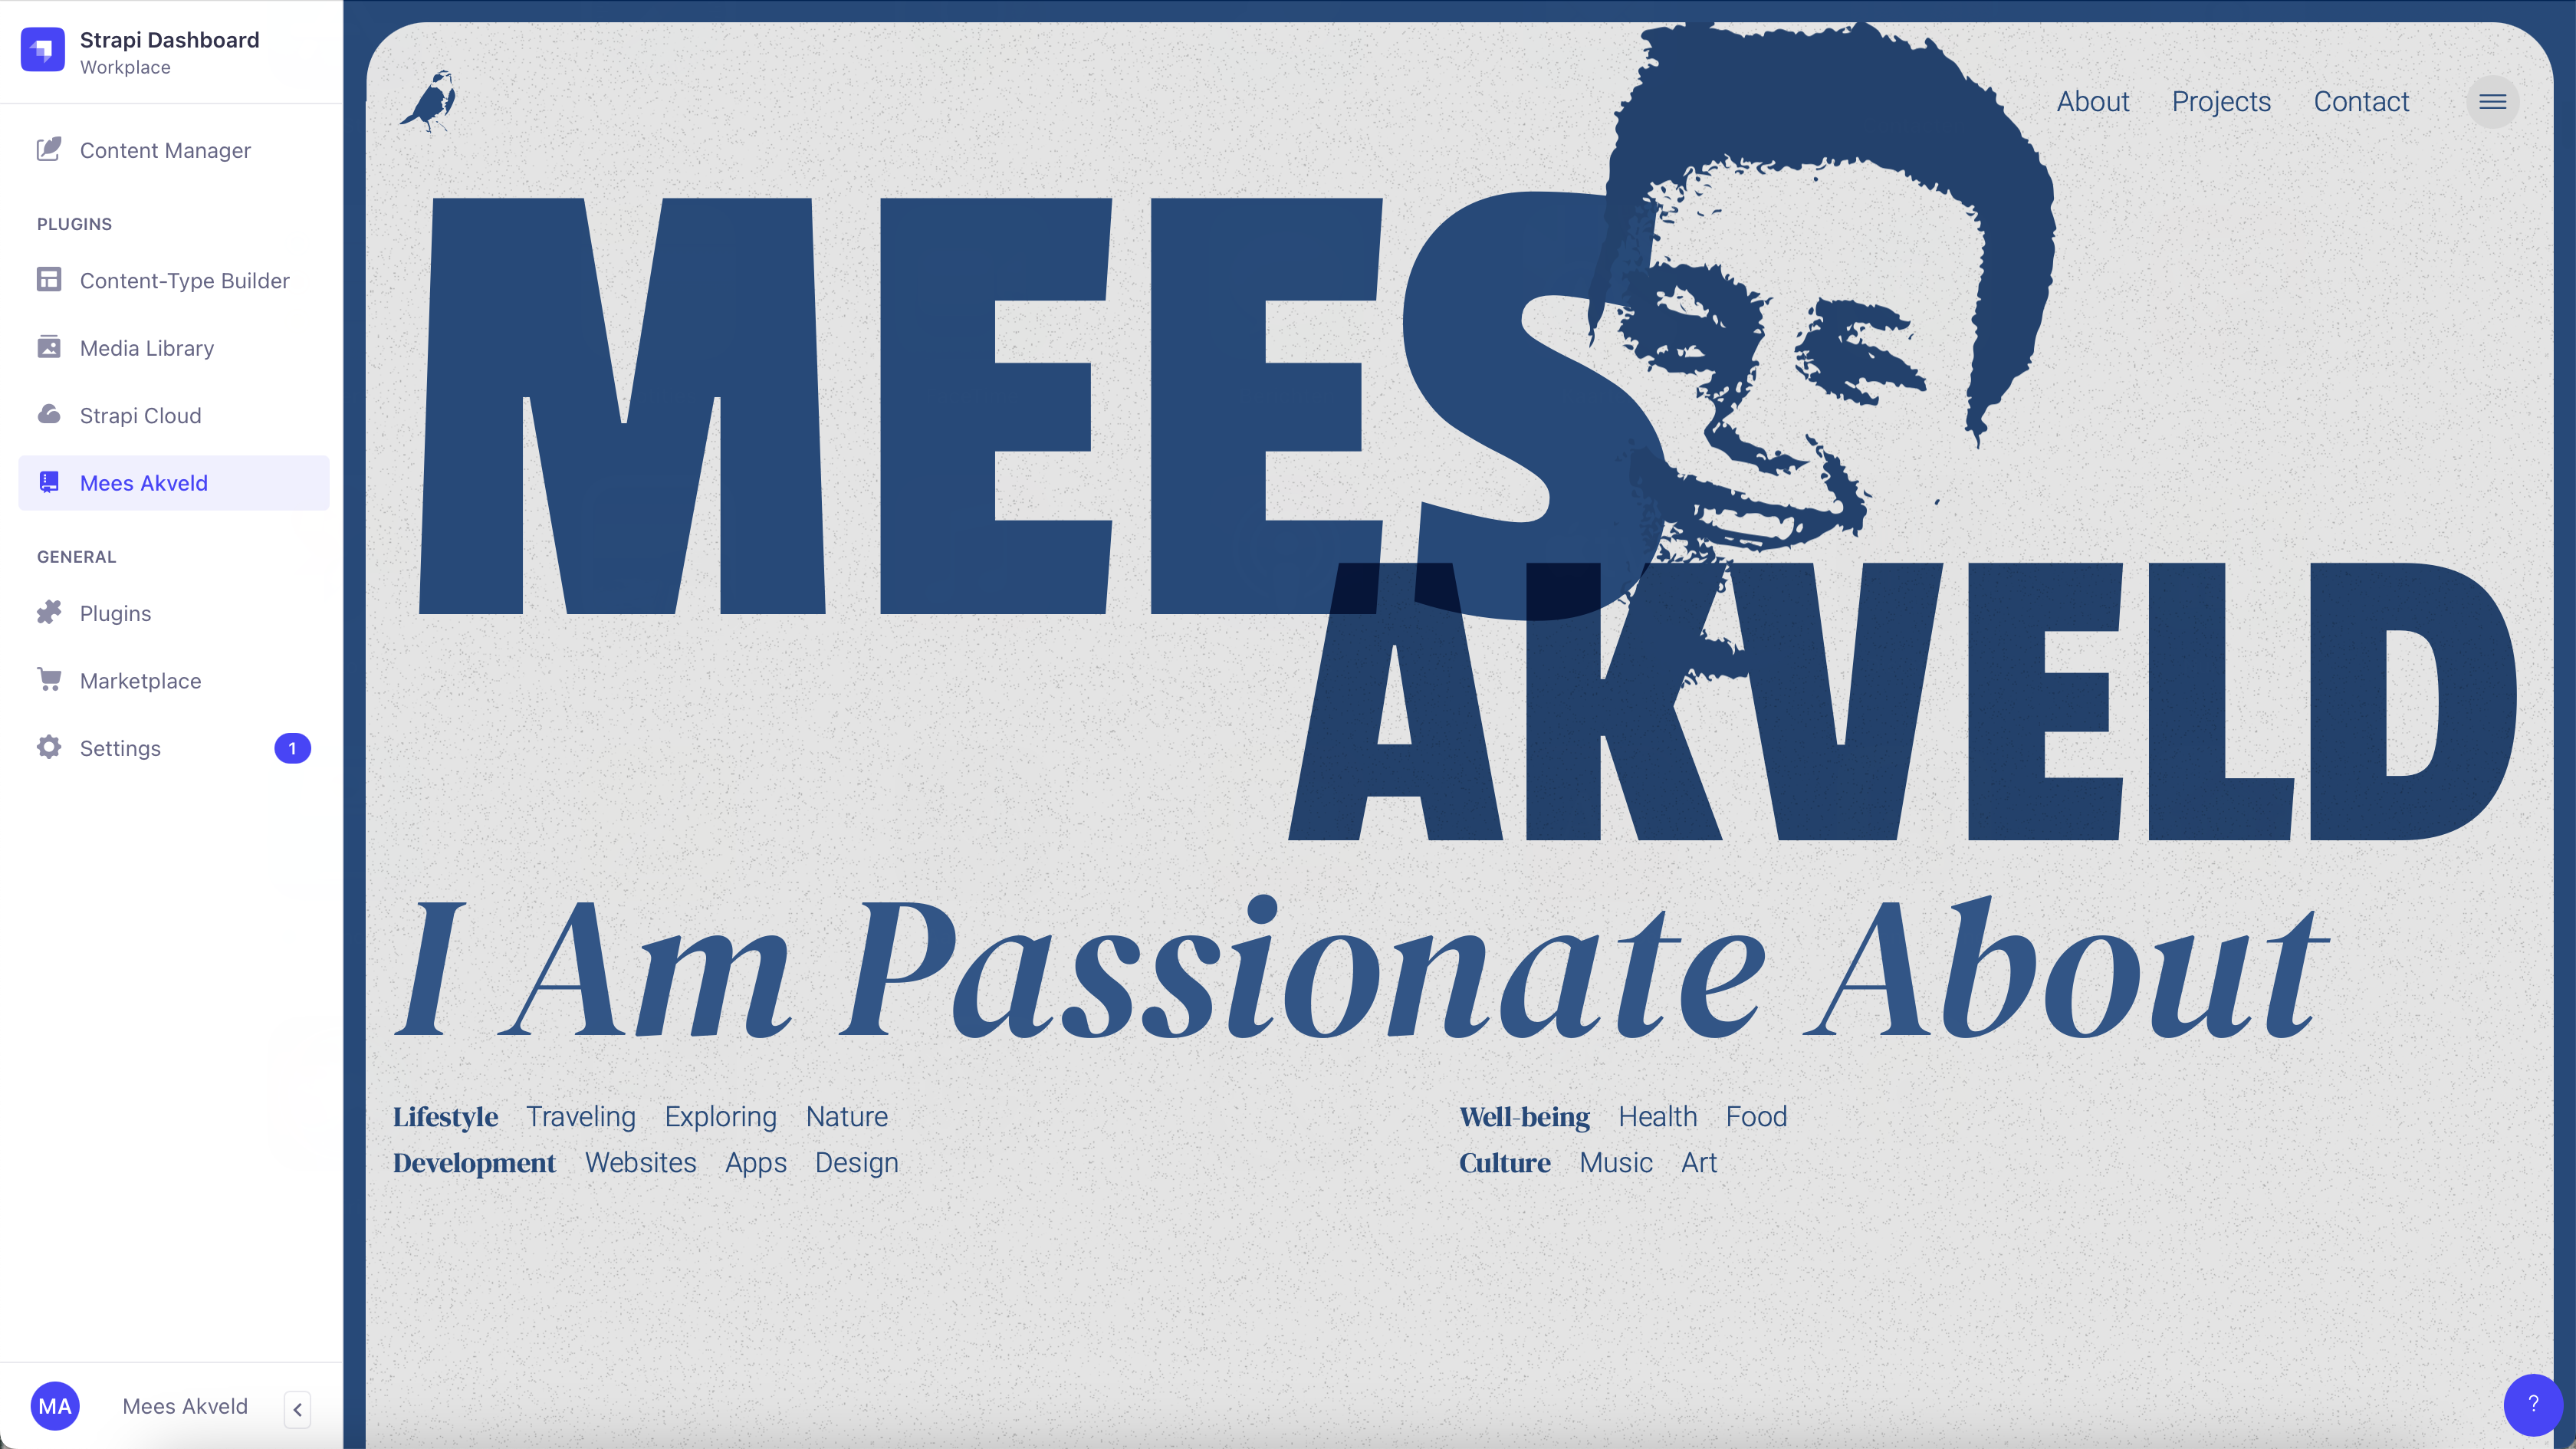 Strapi Dashboard
Workplace
Content Manager
PLUGINS
Content-Type Builder
Media Library
Strapi Cloud
Mees Akveld
GENERAL
Plugins
Marketplace
Settings 1
MA Mees Akveld
About Projects Contact
MEES
AKVELD
I Am Passionate About
Lifestyle Traveling Exploring Nature
Development Websites Apps Design
Well-being Health Food
Culture Music Art
?